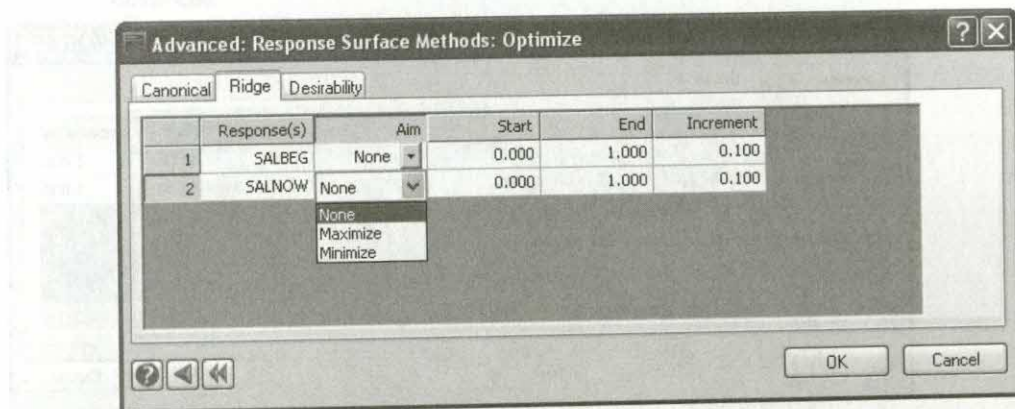 Advanced: Response Surface Methods: Optimize
Canonical Ridge Desirability
Response(s) Aim Start End Increment
1 SALBEG None 0.000 1.000 0.100
2 SALNOW None 0.000 1.000 0.100
None
Maximize
Minimize
OK Cancel